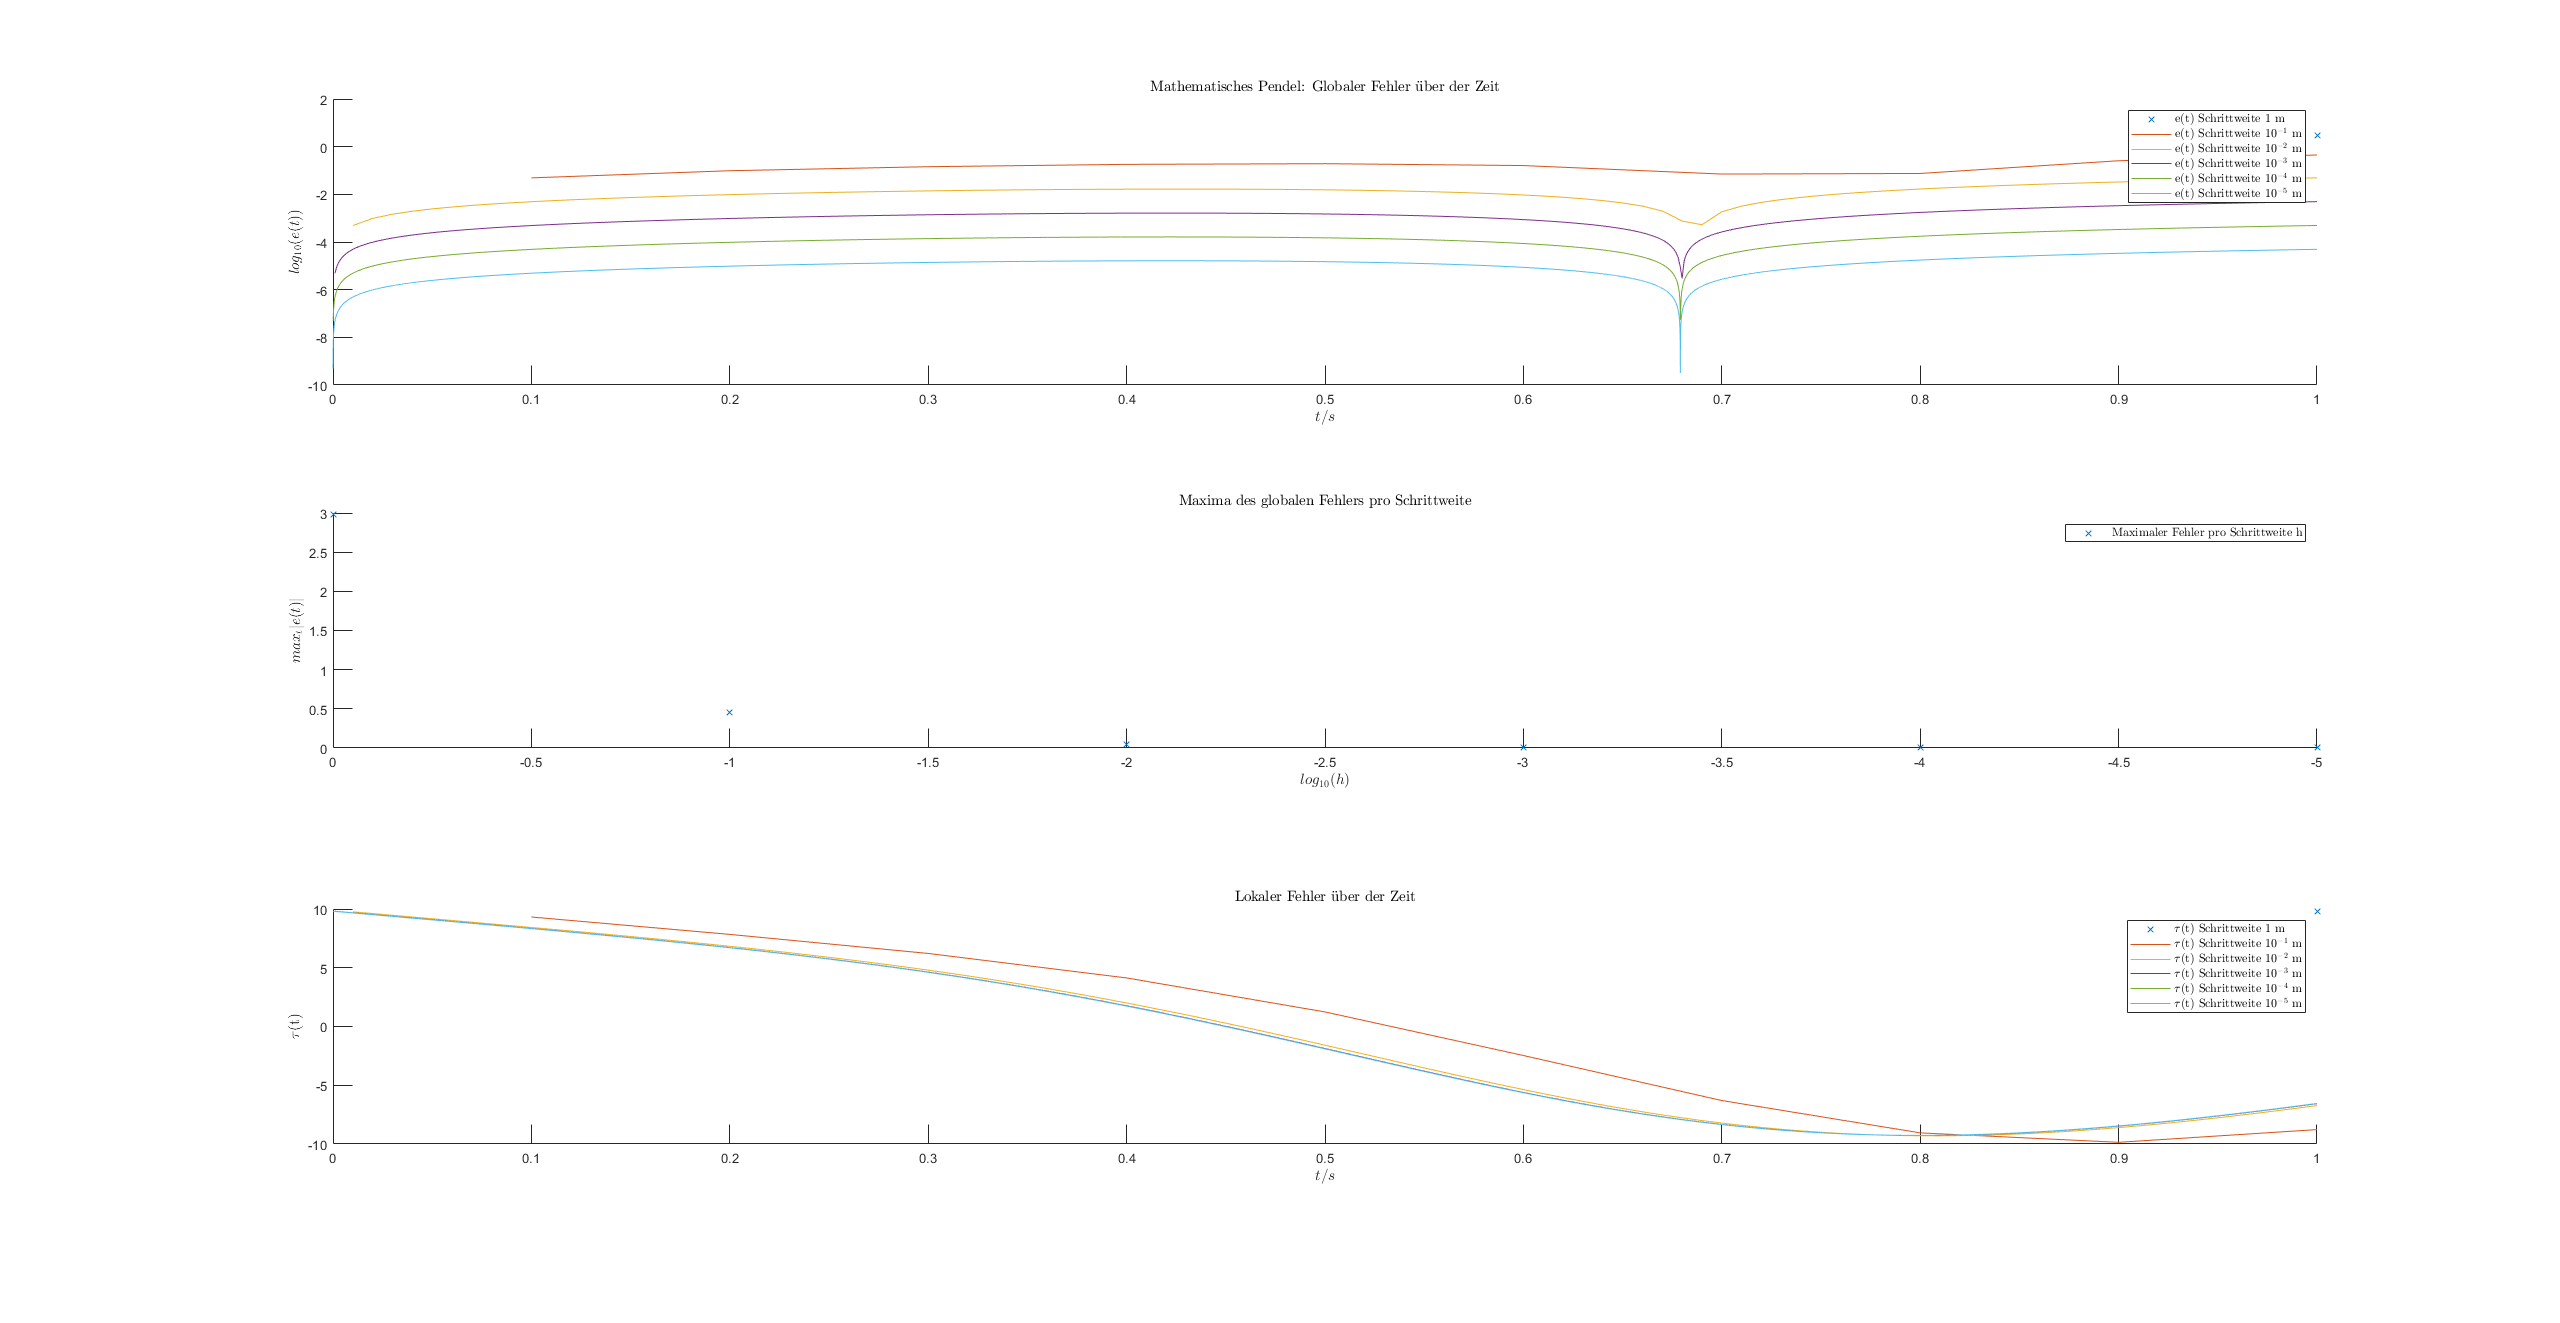 Mathematisches Pendel: Globaler Fehler über der Zeit
2
0
-2
-4
-6
-8
-10
log₁₀(e(t))
0 0.1 0.2 0.3 0.4 0.5 0.6 0.7 0.8 0.9 1
t/s
e(t) Schrittweite 1 m
e(t) Schrittweite 10⁻¹ m
e(t) Schrittweite 10⁻² m
e(t) Schrittweite 10⁻³ m
e(t) Schrittweite 10⁻⁴ m
e(t) Schrittweite 10⁻⁵ m
Maxima des globalen Fehlers pro Schrittweite
3
2.5
2
1.5
1
0.5
0
maxₜ|e(t)|
0 -0.5 -1 -1.5 -2 -2.5 -3 -3.5 -4 -4.5 -5
log₁₀(h)
Maximaler Fehler pro Schrittweite h
Lokaler Fehler über der Zeit
10
5
0
-5
-10
τ(t)
0 0.1 0.2 0.3 0.4 0.5 0.6 0.7 0.8 0.9 1
t/s
τ(t) Schrittweite 1 m
τ(t) Schrittweite 10⁻¹ m
τ(t) Schrittweite 10⁻² m
τ(t) Schrittweite 10⁻³ m
τ(t) Schrittweite 10⁻⁴ m
τ(t) Schrittweite 10⁻⁵ m